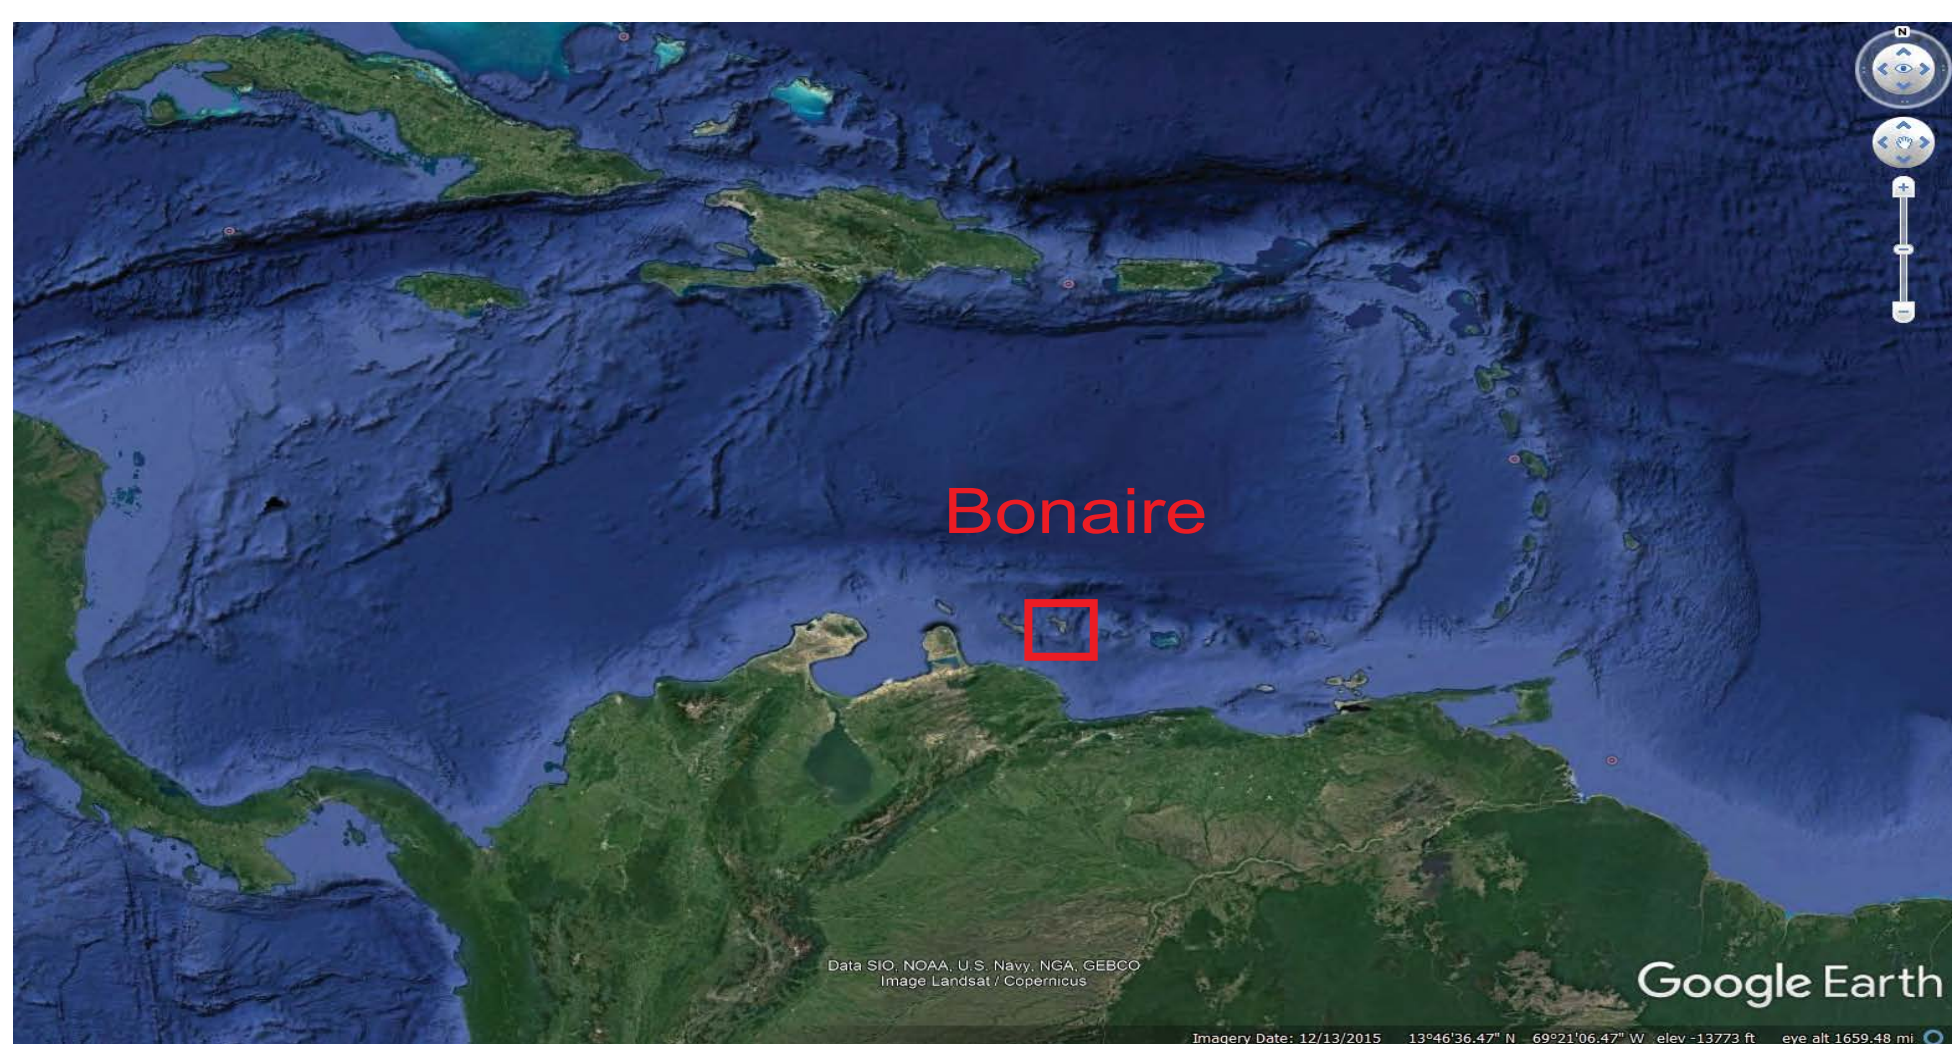 N
Bonaire
Data SIO, NOAA, U.S. Navy, NGA, GEBCO
Image Landsat / Copernicus
Google Earth
Imagery Date: 12/13/2015 13°46'36.47" N 69°21'06.47" W elev -13773 ft eye alt 1659.48 mi